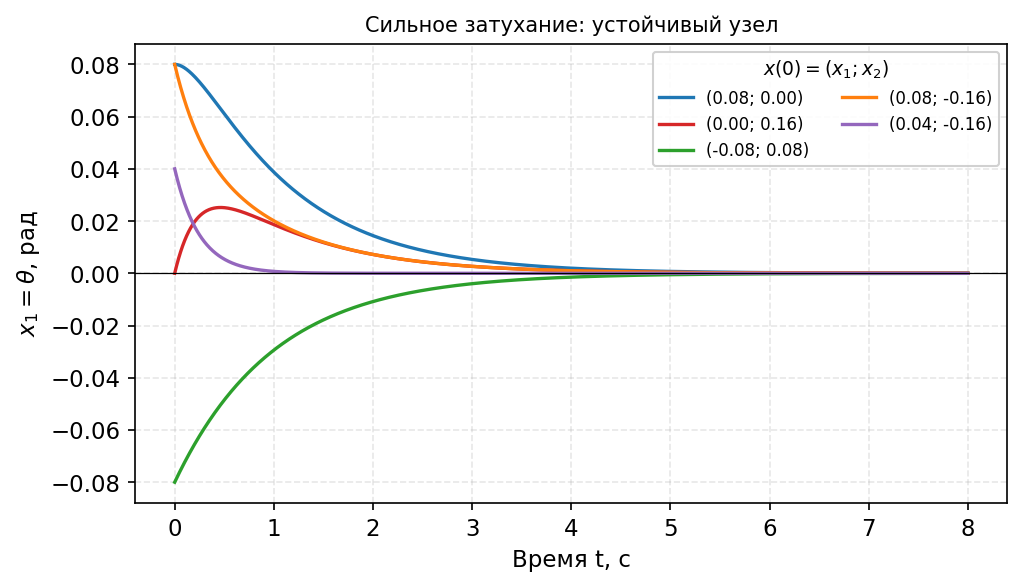 Сильное затухание: устойчивый узел
x(0) = (x₁; x₂)
(0.08; 0.00)
(0.00; 0.16)
(-0.08; 0.08)
(0.08; -0.16)
(0.04; -0.16)
x₁ = θ, рад
0.08
0.06
0.04
0.02
0.00
−0.02
−0.04
−0.06
−0.08
0 1 2 3 4 5 6 7 8
Время t, с